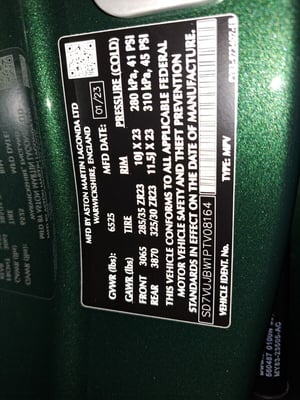 MFD BY ASTON MARTIN LAGONDA LTD
WARWICKSHIRE, ENGLAND
MFD DATE: 01/23
GVWR (lbs): 6525
GAWR (lbs): TIRE RIM PRESSURE (COLD)
FRONT 3065 285/35 ZR23 10J X 23 280 kPa, 41 PSI
REAR 3870 325/30 ZR23 11.5J X 23 310 kPa, 45 PSI
THIS VEHICLE CONFORMS TO ALL APPLICABLE FEDERAL
MOTOR VEHICLE SAFETY AND THEFT PREVENTION
STANDARDS IN EFFECT ON THE DATE OF MANUFACTURE
SD7VUJBW1PTV08164
VEHICLE IDENT. No. TYPE: MPV
MY63-23505-AG